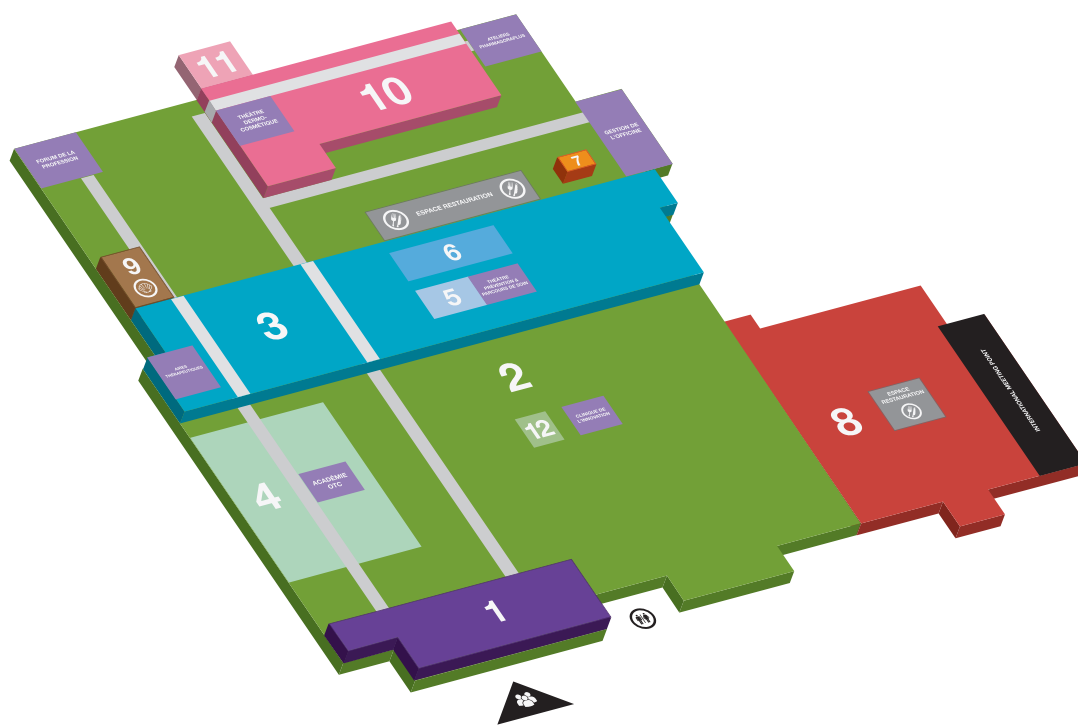 11
ATELIERS
PHARMAGORAPLUS
10
THÉÂTRE
DERMO-
COSMÉTIQUE
GESTION DE
L'OFFICINE
FORUM DE LA
PROFESSION
7
ESPACE RESTAURATION
9
6
5
THÉÂTRE
PRÉVENTION &
PARCOURS DE SOIN
3
AIRES
THÉRAPEUTIQUES
2
INTERNATIONAL MEETING POINT
ESPACE
RESTAURATION
8
12
CLINIQUE DE
L'INNOVATION
ACADÉMIE
OTC
4
1